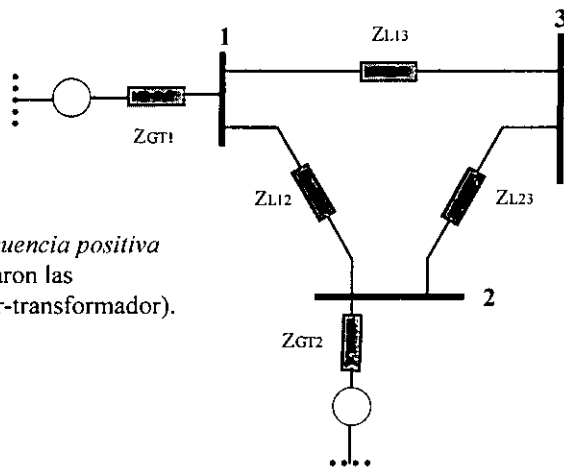 3
1
ZL13
ZGT1
ZL12
ZL23
uencia positiva
aron las
r-transformador).
2
ZGT2